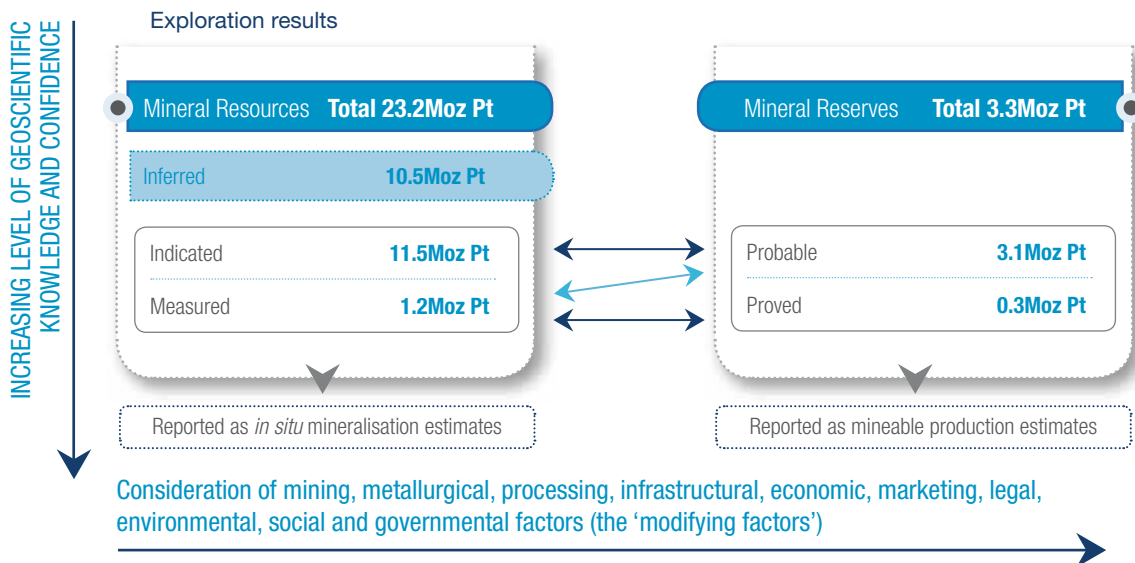 Exploration results
INCREASING LEVEL OF GEOSCIENTIFIC
KNOWLEDGE AND CONFIDENCE
Mineral Resources Total 23.2Moz Pt
Inferred 10.5Moz Pt
Indicated 11.5Moz Pt
Measured 1.2Moz Pt
Reported as in situ mineralisation estimates
Mineral Reserves Total 3.3Moz Pt
Probable 3.1Moz Pt
Proved 0.3Moz Pt
Reported as mineable production estimates
Consideration of mining, metallurgical, processing, infrastructural, economic, marketing, legal,
environmental, social and governmental factors (the ‘modifying factors’)